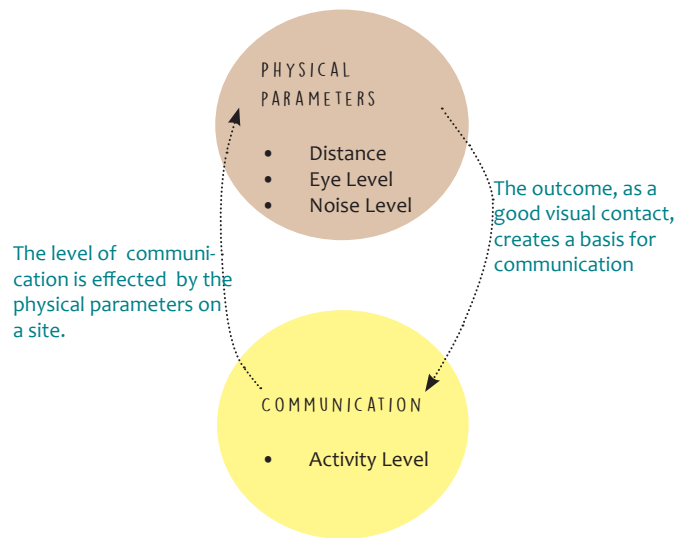 PHYSICAL
PARAMETERS
• Distance
• Eye Level
• Noise Level
The outcome, as a
good visual contact,
creates a basis for
communication
The level of communi-
cation is effected by the
physical parameters on
a site.
COMMUNICATION
• Activity Level